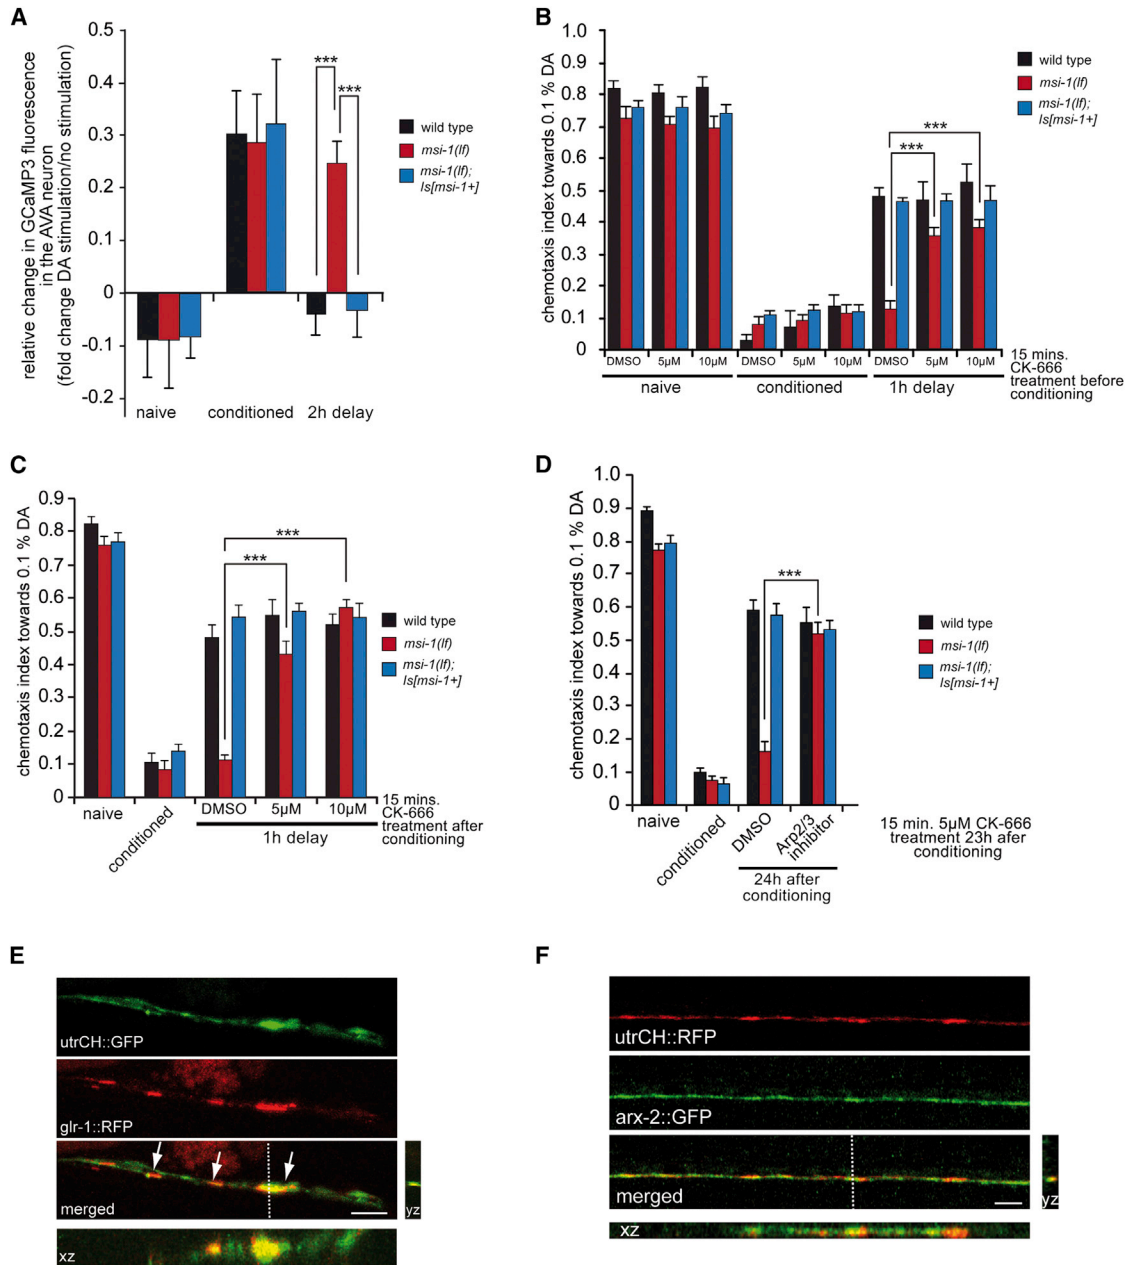 A
relative change in GCaMP3 fluorescence
in the AVA neuron
(fold change DA stimulation/no stimulation)
0.5
0.4
0.3
0.2
0.1
0
-0.1
-0.2
***
***
naive
conditioned
2h delay
wild type
msi-1(lf)
msi-1(lf);
Is[msi-1+]
B
chemotaxis index towards 0.1 % DA
1.0
0.9
0.8
0.7
0.6
0.5
0.4
0.3
0.2
0.1
0
***
***
DMSO 5µM 10µM DMSO 5µM 10µM DMSO 5µM 10µM
naive
conditioned
1h delay
15 mins.
CK-666
treatment before
conditioning
wild type
msi-1(lf)
msi-1(lf);
Is[msi-1+]
C
chemotaxis index towards 0.1 % DA
0.9
0.8
0.7
0.6
0.5
0.4
0.3
0.2
0.1
0
***
***
naive
conditioned
DMSO 5µM 10µM
1h delay
15 mins.
CK-666
treatment after
conditioning
wild type
msi-1(lf)
msi-1(lf);
Is[msi-1+]
D
chemotaxis index towards 0.1 % DA
1.0
0.9
0.8
0.7
0.6
0.5
0.4
0.3
0.2
0.1
0
***
naive
conditioned
DMSO
Arp2/3
inhibitor
24h after
conditioning
15 min. 5µM CK-666
treatment 23h afer
conditioning
wild type
msi-1(lf)
msi-1(lf);
Is[msi-1+]
E
utrCH::GFP
glr-1::RFP
merged
yz
xz
F
utrCH::RFP
arx-2::GFP
merged
yz
xz